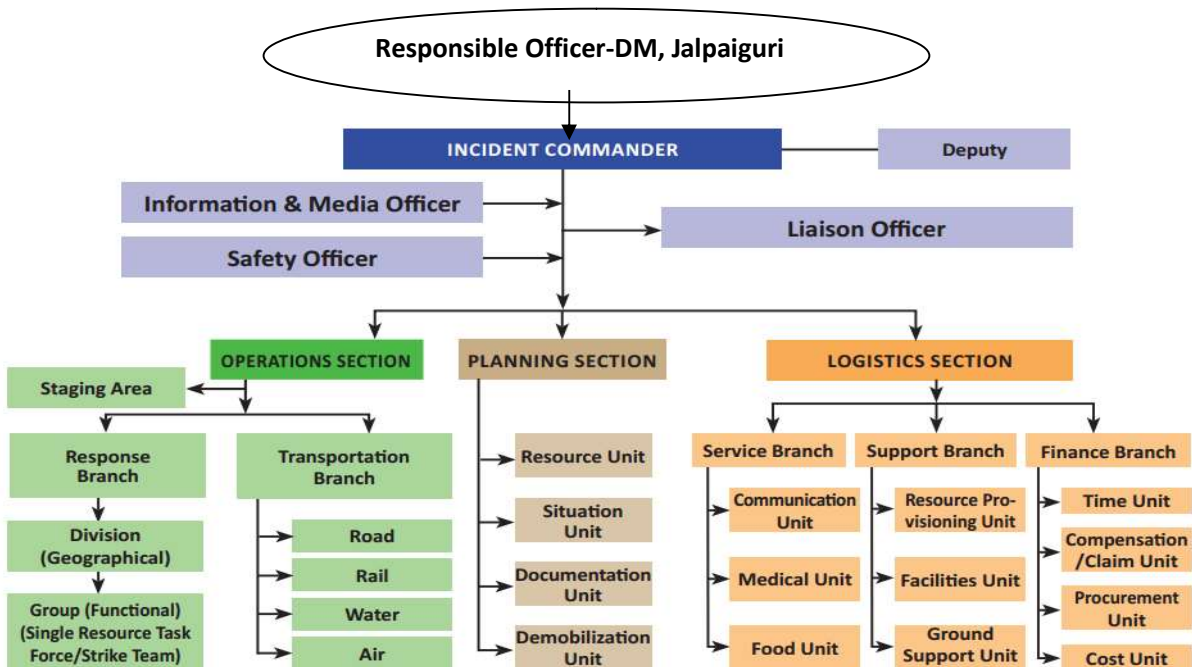 Responsible Officer-DM, Jalpaiguri
INCIDENT COMMANDER
Deputy
Information & Media Officer
Liaison Officer
Safety Officer
OPERATIONS SECTION
PLANNING SECTION
LOGISTICS SECTION
Staging Area
Response
Branch
Transportation
Branch
Division
(Geographical)
Group (Functional)
(Single Resource Task
Force/Strike Team)
Road
Rail
Water
Air
Resource Unit
Situation
Unit
Documentation
Unit
Demobilization
Unit
Service Branch
Communication
Unit
Medical Unit
Food Unit
Support Branch
Resource Pro-
visioning Unit
Facilities Unit
Ground
Support Unit
Finance Branch
Time Unit
Compensation
/Claim Unit
Procurement
Unit
Cost Unit